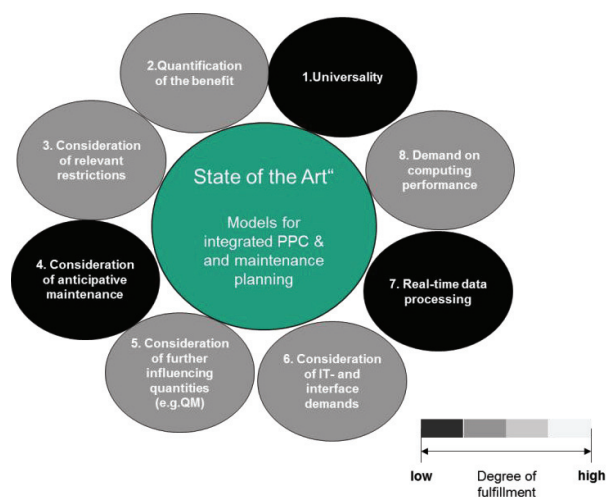 2.Quantification
of the benefit
1.Universality
3. Consideration
of relevant
restrictions
State of the Art“
8. Demand on
computing
performance
Models for
integrated PPC &
and maintenance
planning
4. Consideration
of anticipative
maintenance
7. Real-time data
processing
5. Consideration
of further
influencing
quantities
(e.g.QM)
6. Consideration
of IT- and
interface
demands
low
Degree of
fulfillment
high